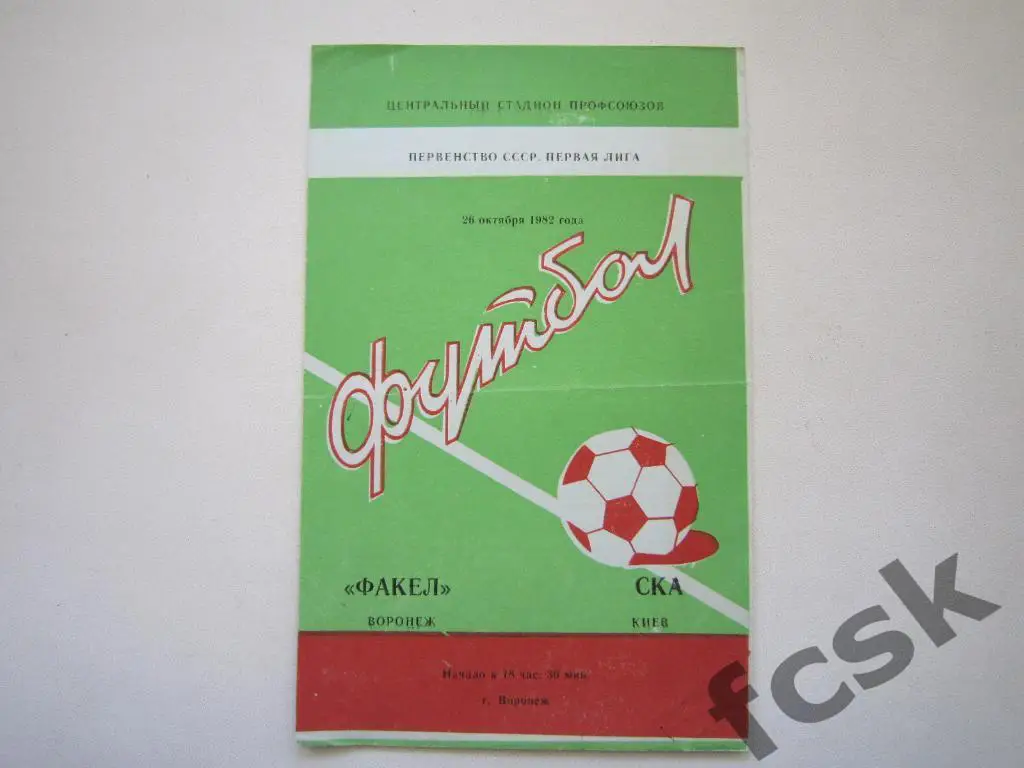 ЦЕНТРАЛЬНЫЙ СТАДИОН ПРОФСОЮЗОВ
ПЕРВЕНСТВО СССР. ПЕРВАЯ ЛИГА
26 октября 1982 года
футбол
«ФАКЕЛ» СКА
ВОРОНЕЖ КИЕВ
Начало в 18 час. 30 мин.
г. Воронеж
fcsk